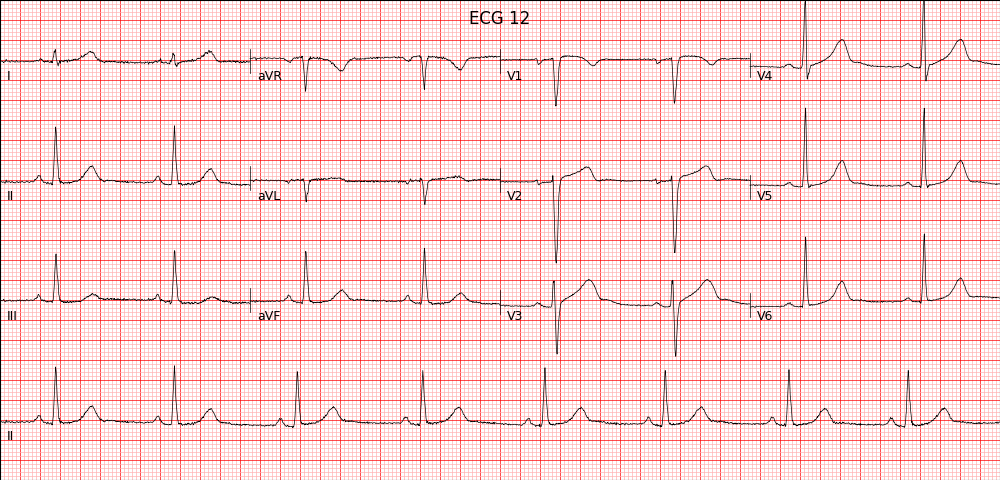 ECG 12
I aVR V1 V4
II aVL V2 V5
III aVF V3 V6
II